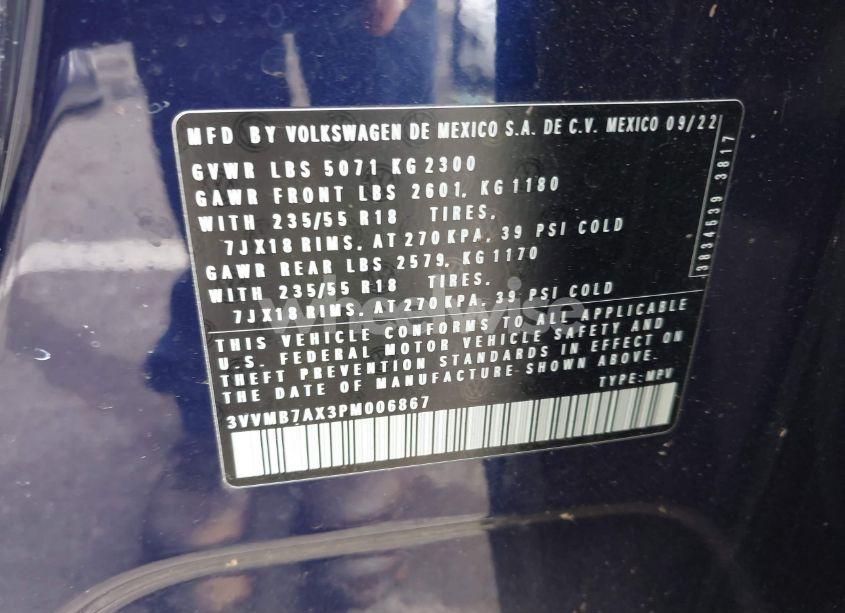 MFD BY VOLKSWAGEN DE MEXICO S.A. DE C.V. MEXICO 09/22
GVWR LBS 5071 KG 2300
GAWR FRONT LBS 2601, KG 1180
WITH 235/55 R18 TIRES,
7JX18 RIMS, AT 270 KPA, 39 PSI COLD
GAWR REAR LBS 2579, KG 1170
WITH 235/55 R18 TIRES,
7JX18 RIMS, AT 270 KPA, 39 PSI COLD
THIS VEHICLE CONFORMS TO ALL APPLICABLE
U.S. FEDERAL MOTOR VEHICLE SAFETY AND
THEFT PREVENTION STANDARDS IN EFFECT ON
THE DATE OF MANUFACTURE SHOWN ABOVE.
TYPE: MPV
3VVMB7AX3PM006867
3834639 3817
wheelwise